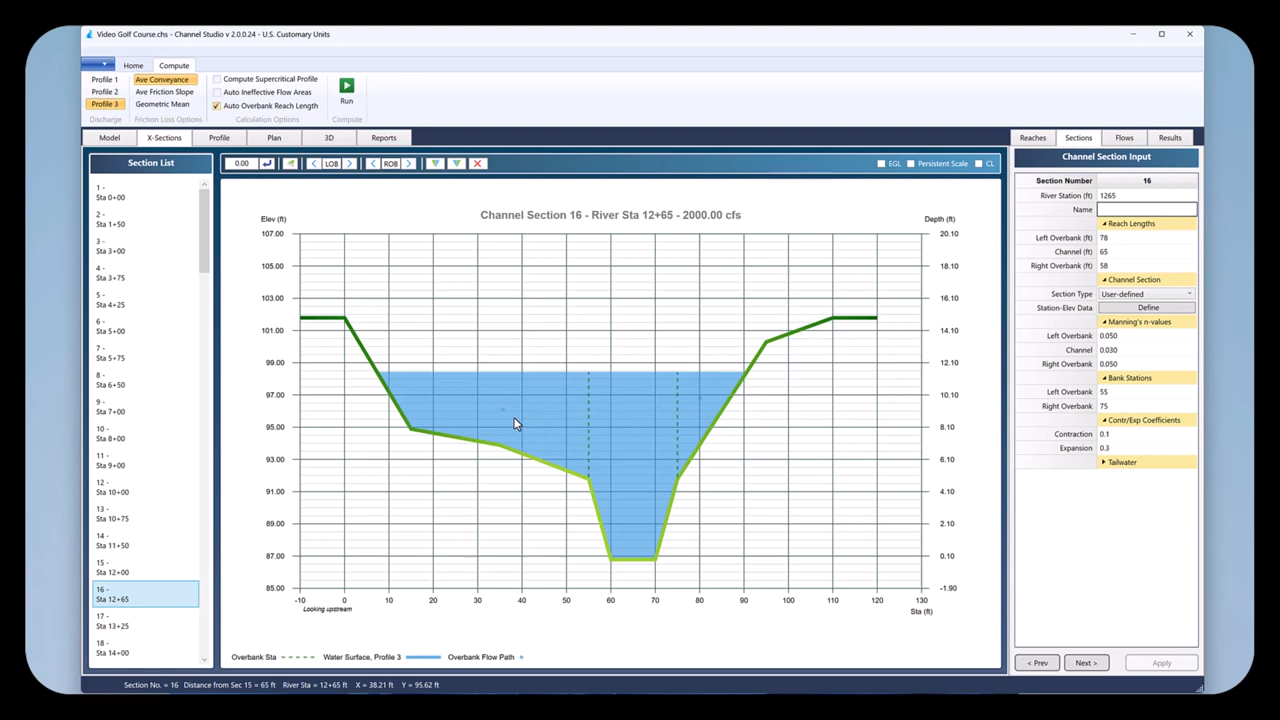 Video Golf Course.chs - Channel Studio v 2.0.0.24 - U.S. Customary Units
Home Compute
Profile 1 Ave Conveyance Compute Supercritical Profile
Profile 2 Ave Friction Slope Auto Ineffective Flow Areas
Profile 3 Geometric Mean Auto Overbank Reach Length Run
Discharge Friction Loss Options Calculation Options Compute
Model X-Sections Profile Plan 3D Reports Reaches Sections Flows Results
Section List
0.00 LOB ROB EGL Persistent Scale CL
Channel Section Input
1 -
Sta 0+00
2 -
Sta 1+50
3 -
Sta 3+00
4 -
Sta 3+75
5 -
Sta 4+25
6 -
Sta 5+00
7 -
Sta 5+75
8 -
Sta 6+50
9 -
Sta 7+00
10 -
Sta 8+00
11 -
Sta 9+00
12 -
Sta 10+00
13 -
Sta 10+75
14 -
Sta 11+50
15 -
Sta 12+00
16 -
Sta 12+65
17 -
Sta 13+25
18 -
Sta 14+00
Channel Section 16 - River Sta 12+65 - 2000.00 cfs
Elev (ft) Depth (ft)
107.00 20.10
105.00 18.10
103.00 16.10
101.00 14.10
99.00 12.10
97.00 10.10
95.00 8.10
93.00 6.10
91.00 4.10
89.00 2.10
87.00 0.10
85.00 -1.90
-10 0 10 20 30 40 50 60 70 80 90 100 110 120 130
Looking upstream Sta (ft)
Overbank Sta Water Surface, Profile 3 Overbank Flow Path
Section Number 16
River Station (ft) 1265
Name
Reach Lengths
Left Overbank (ft) 78
Channel (ft) 65
Right Overbank (ft) 58
Channel Section
Section Type User-defined
Station-Elev Data Define
Manning's n-values
Left Overbank 0.050
Channel 0.030
Right Overbank 0.050
Bank Stations
Left Overbank 55
Right Overbank 75
Contr/Exp Coefficients
Contraction 0.1
Expansion 0.3
Tailwater
< Prev Next > Apply
Section No. = 16 Distance from Sec 15 = 65 ft River Sta = 12+65 ft X = 38.21 ft Y = 95.62 ft